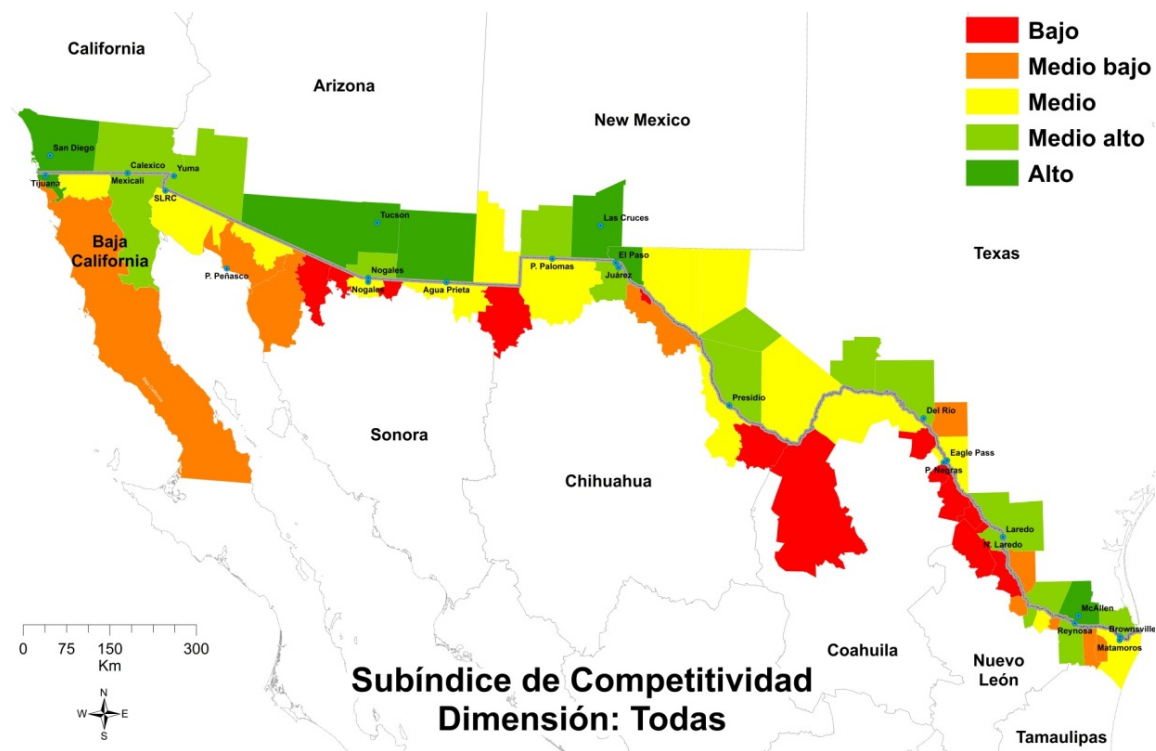 California
Arizona
New Mexico
Texas
Bajo
Medio bajo
Medio
Medio alto
Alto
San Diego
Tijuana
Calexico
Mexicali
Yuma
SLRC
Tucson
Las Cruces
El Paso
Juárez
P. Palomas
Baja
California
P. Peñasco
Nogales
Nogales
Agua Prieta
Presidio
Del Rio
Eagle Pass
P. Negras
Sonora
Chihuahua
Laredo
N. Laredo
McAllen
Reynosa
Brownsville
Matamoros
Coahuila
Nuevo
León
Tamaulipas
0 75 150 300
Km
N
W E
S
Subíndice de Competitividad
Dimensión: Todas